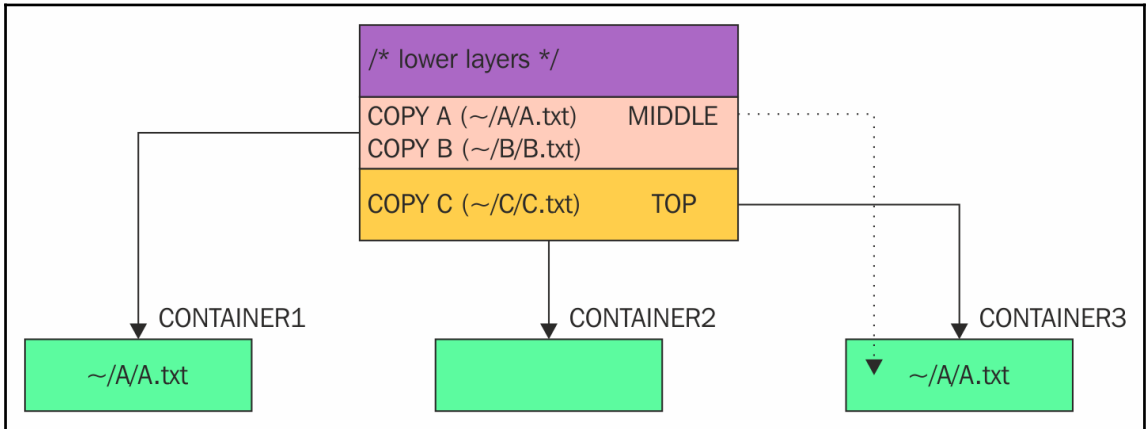 /* lower layers */
COPY A (~/A/A.txt) MIDDLE
COPY B (~/B/B.txt)
COPY C (~/C/C.txt) TOP
CONTAINER1 CONTAINER2 CONTAINER3
~/A/A.txt ~/A/A.txt